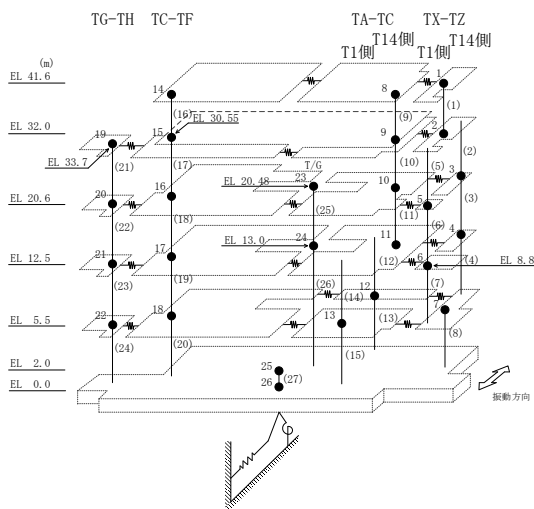 TG-TH TC-TF TA-TC TX-TZ
T1側 T14側 T1側 T14側
(m)
EL 41.6
14 8 1
(16) EL 30.55 (9) (1)
EL 32.0
19 15 9 2
EL 33.7
(21) (17) (10) (2)
T/G
20 16 EL 20.48 23 10 (5) 3
EL 20.6
(22) (18) (25) (11) 5 (3)
EL 13.0 24 11 (6) 4
EL 12.5
21 17 (12) 6 (4) EL 8.8
(23) (19) (26) (14) 12 (7)
EL 5.5
22 18 13 (13) 7
(24) (20) (15) (8)
EL 2.0
25
EL 0.0
26 (27)
振動方向